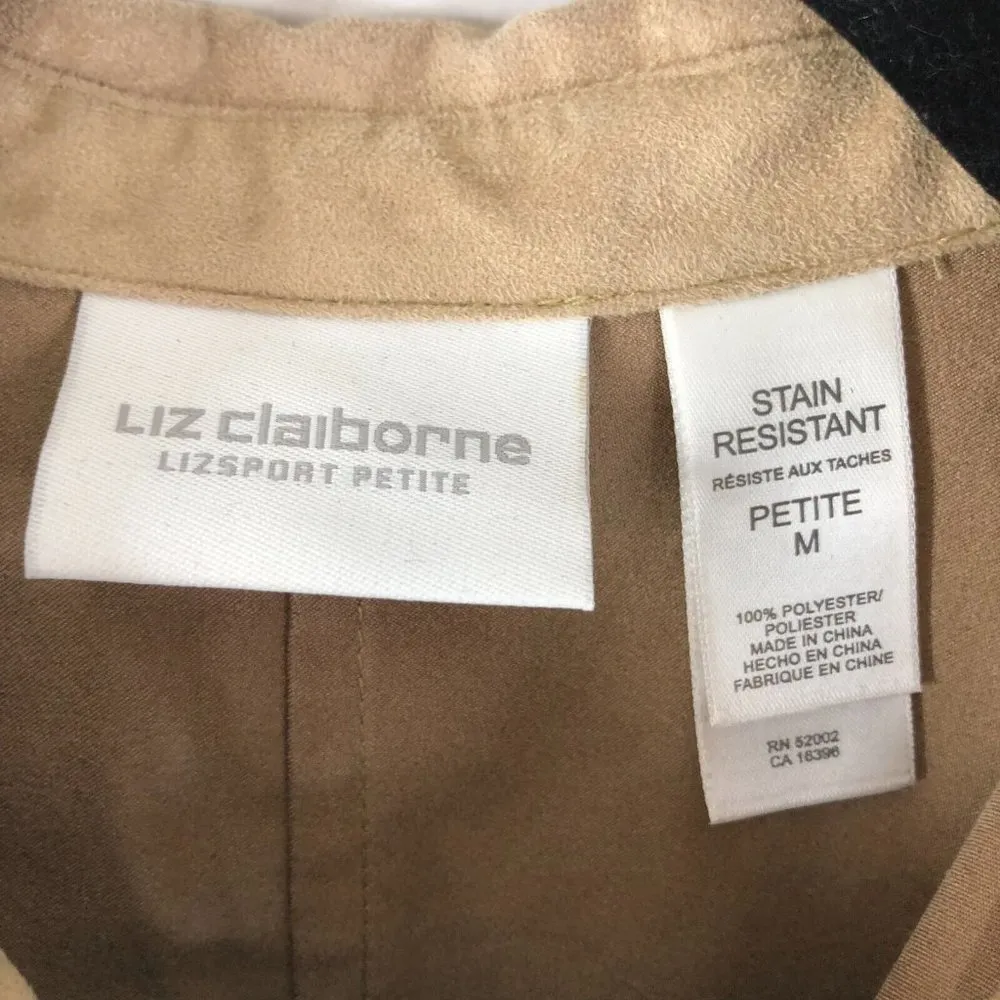 LIZ claiborne
LIZSPORT PETITE
STAIN
RESISTANT
RÉSISTE AUX TACHES
PETITE
M
100% POLYESTER/
POLIESTER
MADE IN CHINA
HECHO EN CHINA
FABRIQUE EN CHINE
RN 52002
CA 16396